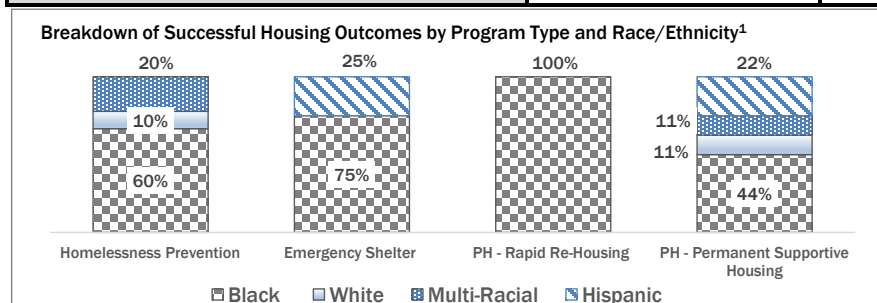 Breakdown of Successful Housing Outcomes by Program Type and Race/Ethnicity¹
20% 25% 100% 22%
10% 11%
11%
60% 75% 44%
Homelessness Prevention Emergency Shelter PH - Rapid Re-Housing PH - Permanent Supportive
Housing
Black White Multi-Racial Hispanic